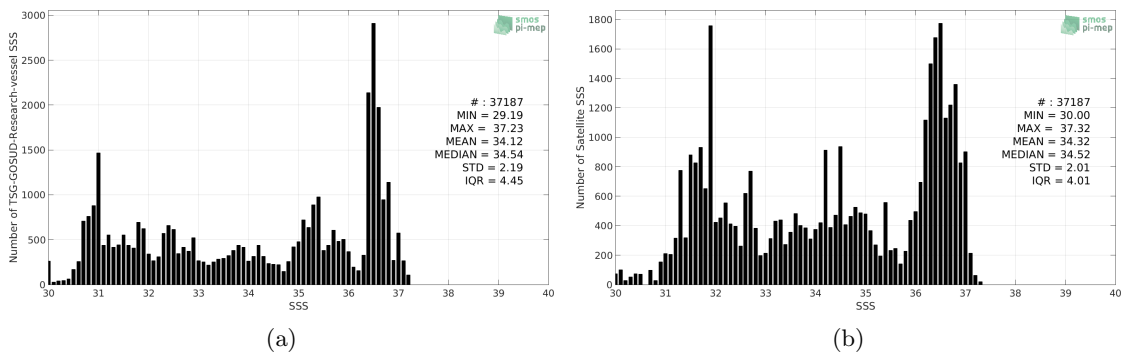 Number of TSG-GOSUD-Research-vessel SSS
3000
2500
2000
1500
1000
500
0
smos
pi-mep
# : 37187
MIN = 29.19
MAX = 37.23
MEAN = 34.12
MEDIAN = 34.54
STD = 2.19
IQR = 4.45
30 31 32 33 34 35 36 37 38 39 40
SSS
(a)
Number of Satellite SSS
1800
1600
1400
1200
1000
800
600
400
200
0
smos
pi-mep
# : 37187
MIN = 30.00
MAX = 37.32
MEAN = 34.32
MEDIAN = 34.52
STD = 2.01
IQR = 4.01
30 31 32 33 34 35 36 37 38 39 40
SSS
(b)